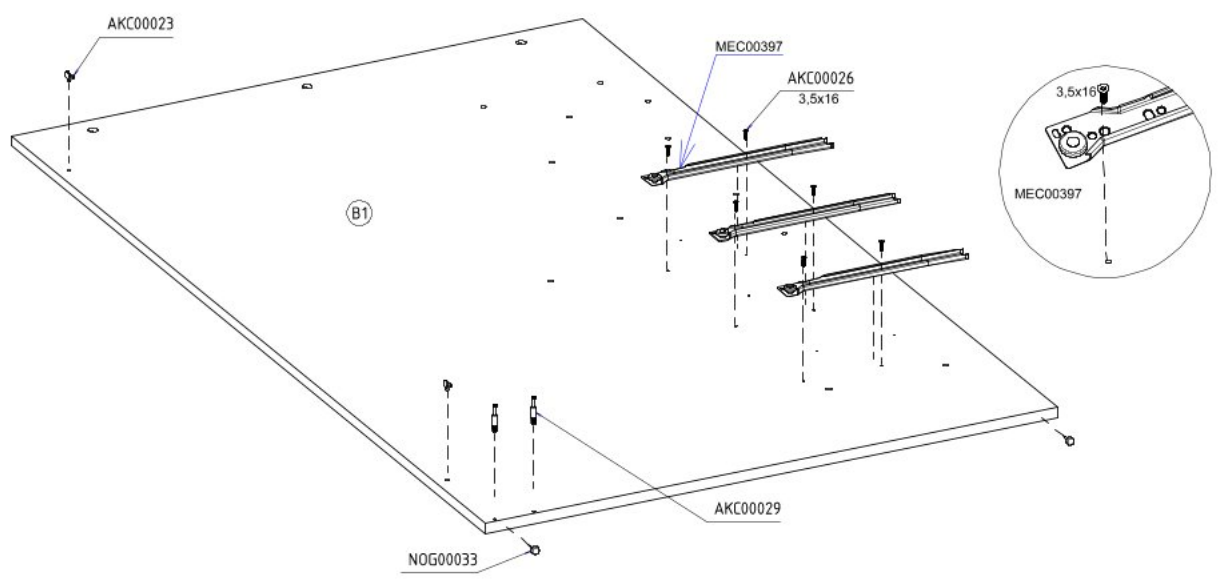 AKC00023
MEC00397
AKC00026
3,5x16
3,5x16
MEC00397
B1
AKC00029
NOG00033